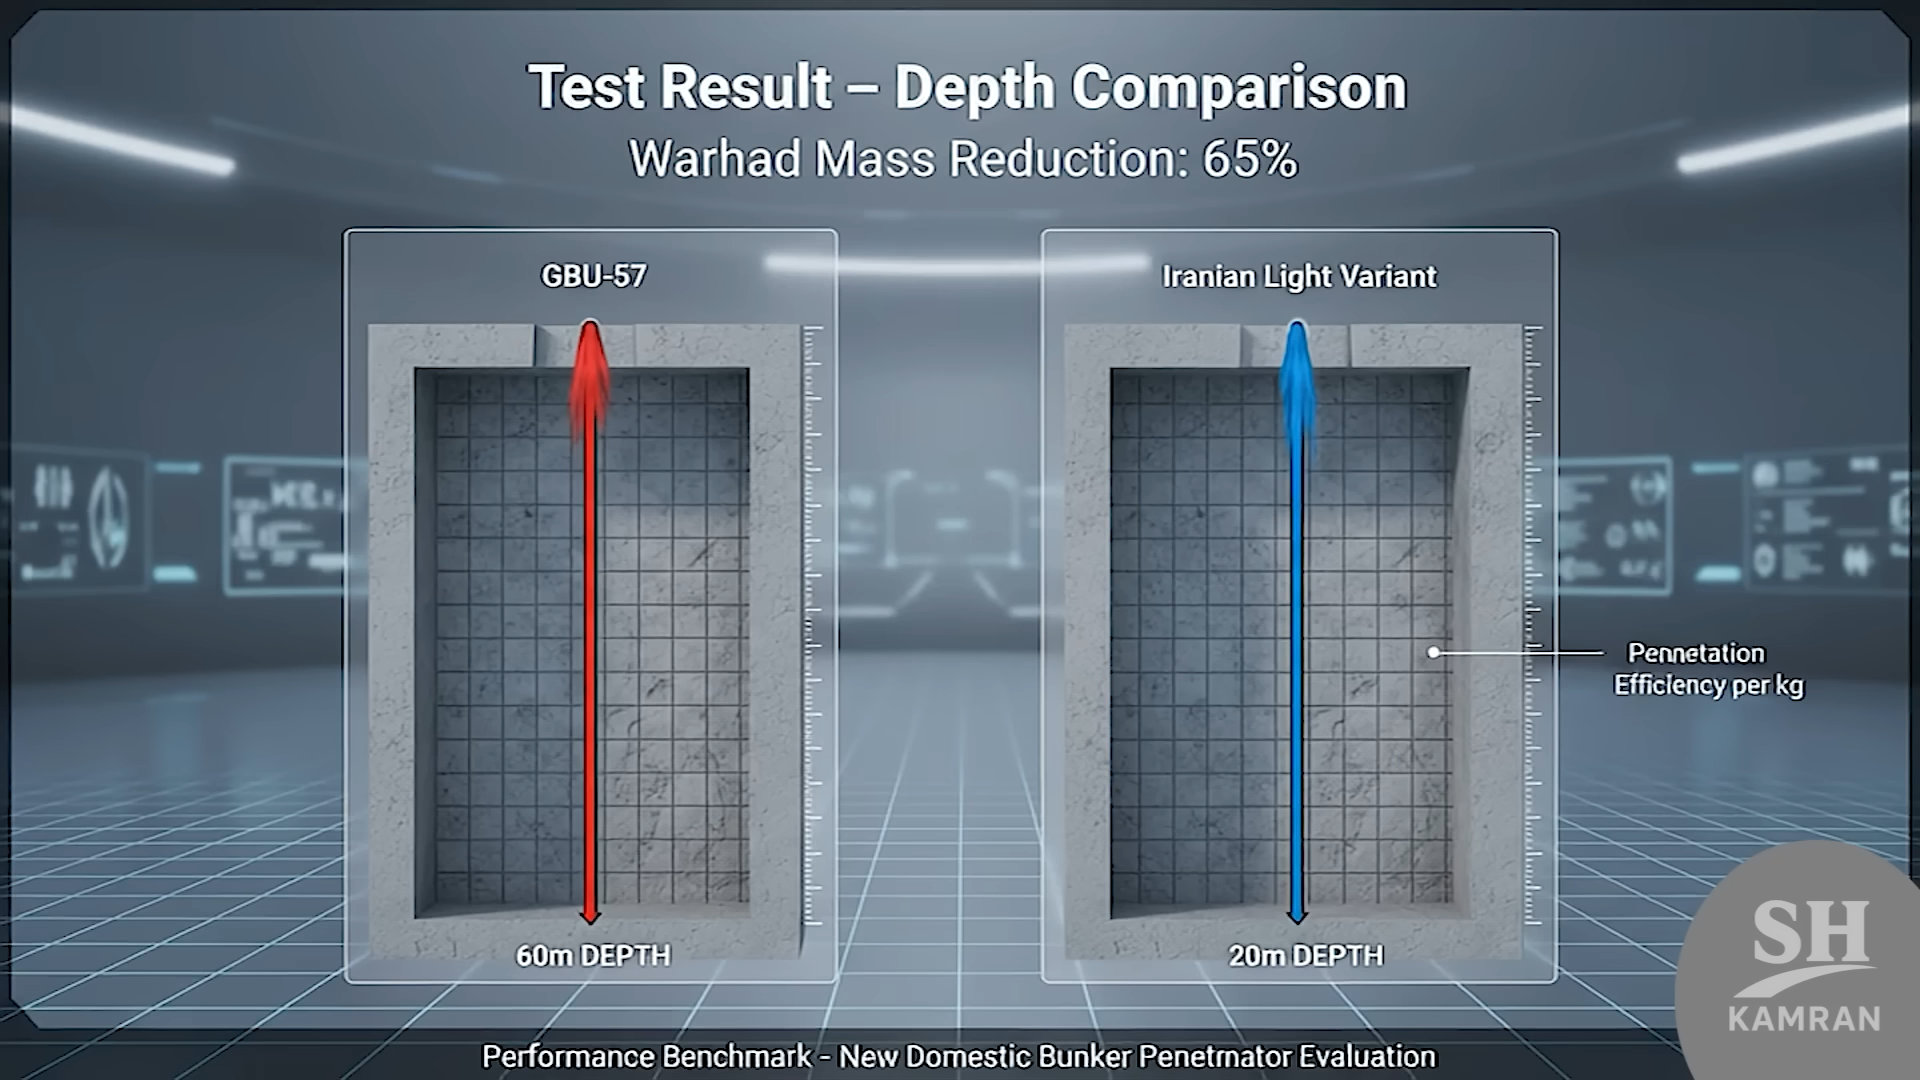 Test Result – Depth Comparison
Warhad Mass Reduction: 65%
GBU-57
Iranian Light Variant
Pennetation
Efficiency per kg
60m DEPTH
20m DEPTH
SH
KAMRAN
Performance Benchmark - New Domestic Bunker Penetrnator Evaluation